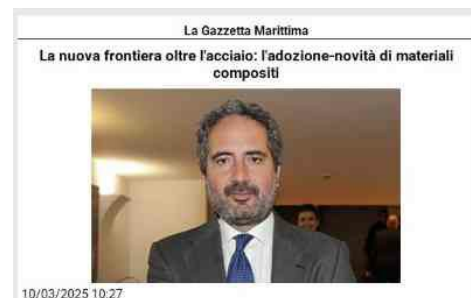 La Gazzetta Marittima
La nuova frontiera oltre l'acciaio: l'adozione-novità di materiali
compositi
10/03/2025 10:27